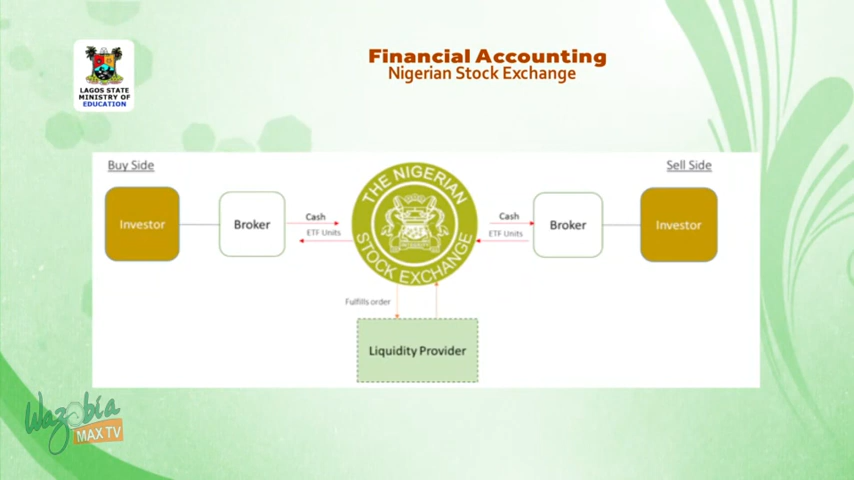 Financial Accounting
Nigerian Stock Exchange
LAGOS STATE
MINISTRY OF
EDUCATION
Buy Side
Sell Side
Investor
Broker
Cash
ETF Units
THE NIGERIAN
STOCK EXCHANGE
Cash
ETF Units
Broker
Investor
Fulfills order
Liquidity Provider
Wazobia
MAX TV